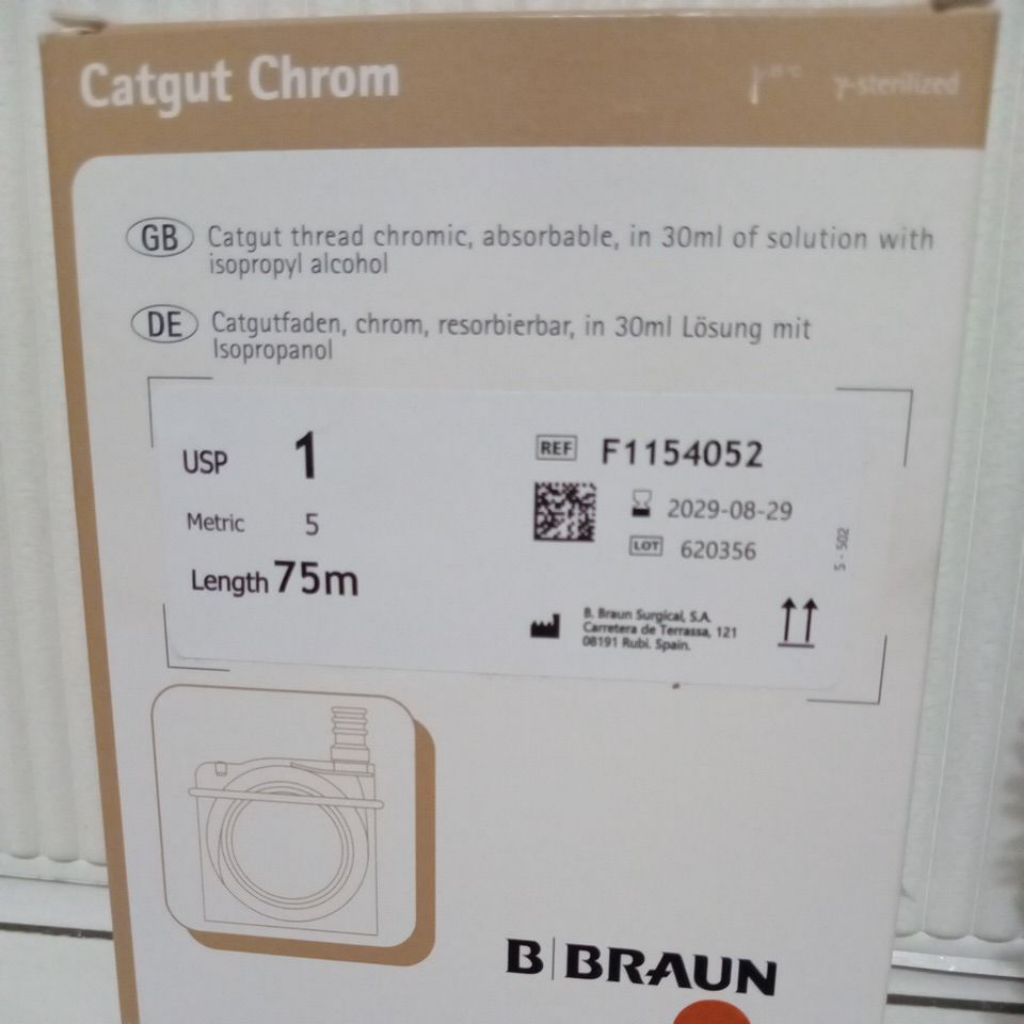 Catgut Chrom
γ-sterilized
GB Catgut thread chromic, absorbable, in 30ml of solution with
isopropyl alcohol
DE Catgutfaden, chrom, resorbierbar, in 30ml Lösung mit
Isopropanol
USP 1
Metric 5
Length 75m
REF F1154052
2029-08-29
LOT 620356
S - 502
B. Braun Surgical, S.A.
Carretera de Terrassa, 121
08191 Rubí. Spain.
B|BRAUN